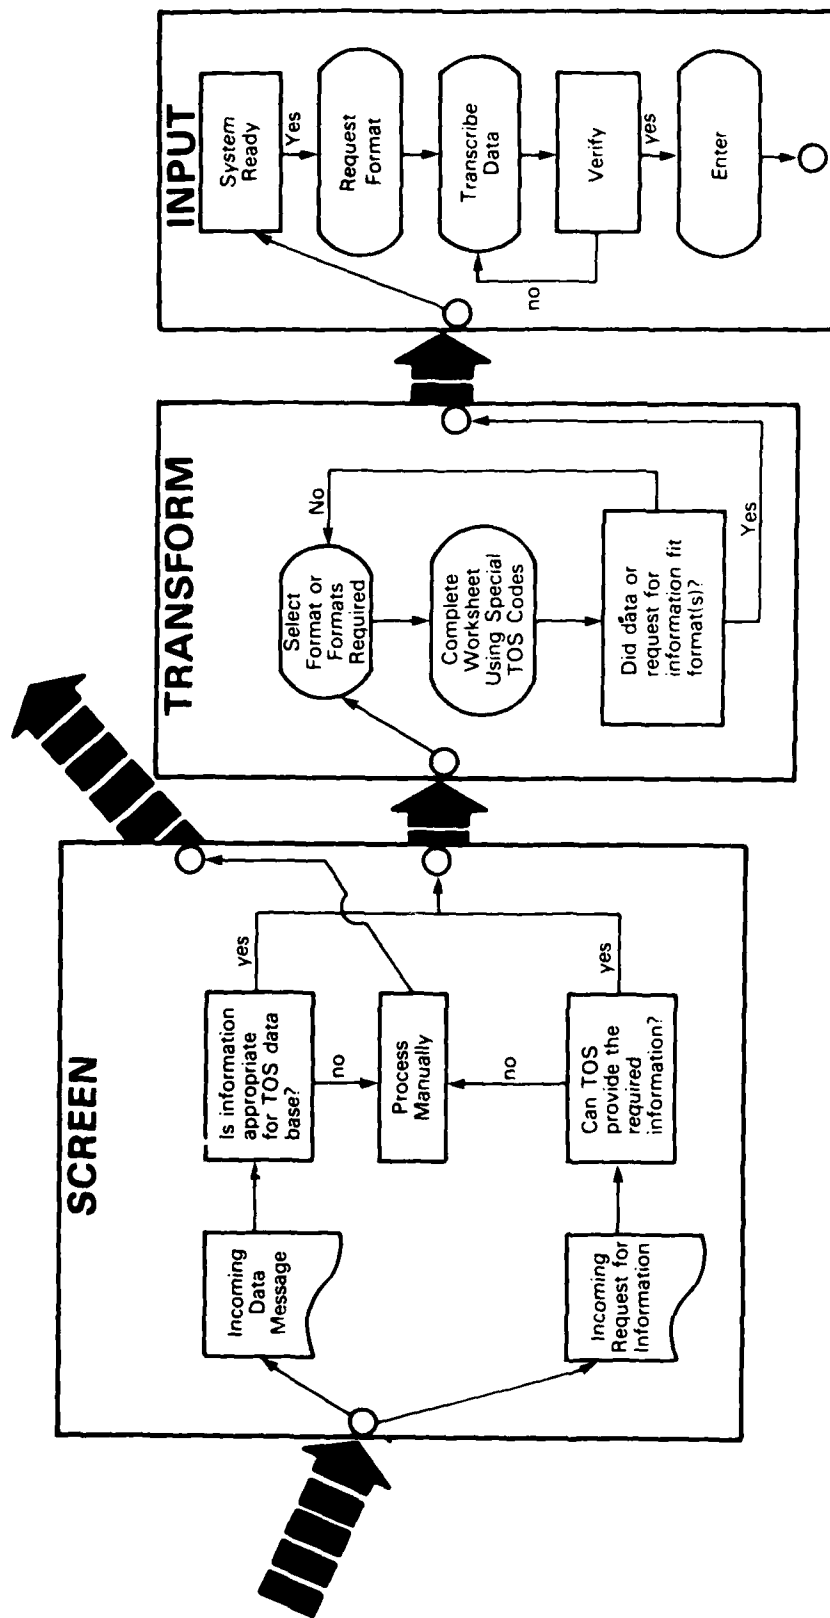 SCREEN
Incoming
Data
Message
Is information
appropriate
for TOS data
base?
yes
no
Process
Manually
no
Incoming
Request for
Information
Can TOS
provide the
required
information?
yes
TRANSFORM
Select
Format or
Formats
Required
No
Complete
Worksheet
Using Special
TOS Codes
Did data or
request for
information fit
format(s)?
Yes
INPUT
System
Ready
Yes
Request
Format
Transcribe
Data
no
Verify
yes
Enter